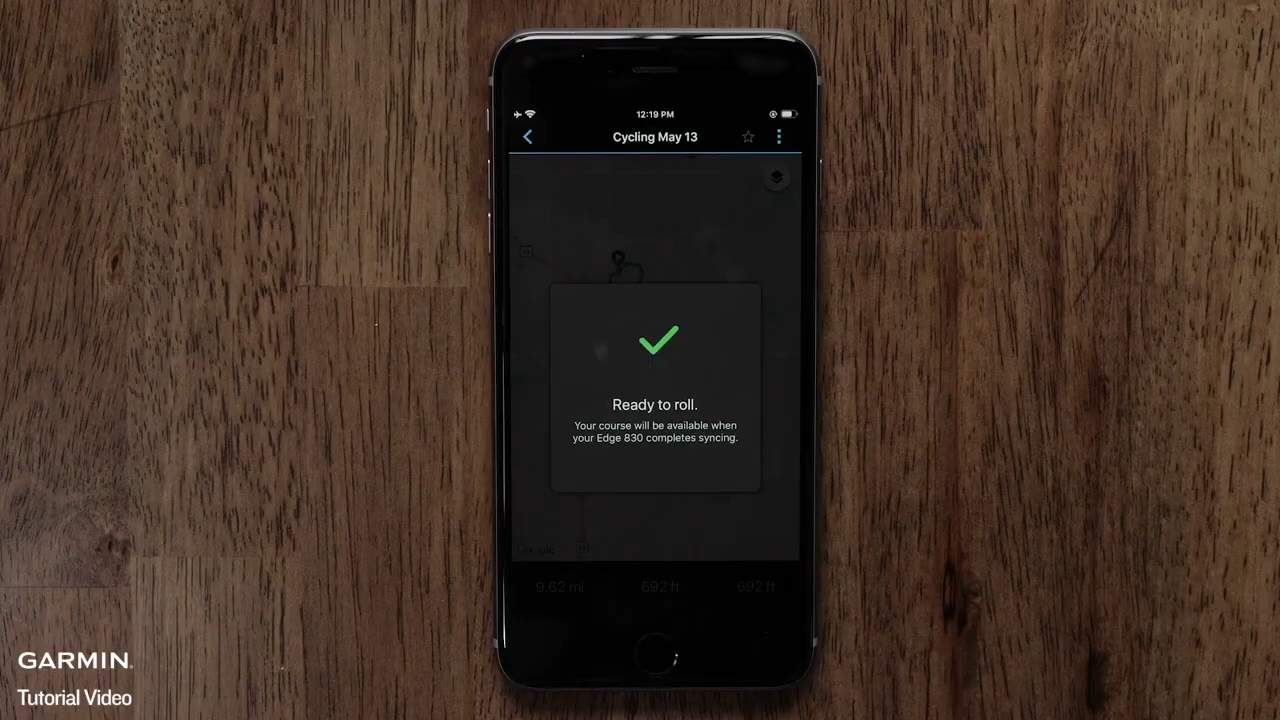 12:19 PM
Cycling May 13
Ready to roll.
Your course will be available when
your Edge 830 completes syncing.
Google
9.62 mi 692 ft 692 ft
GARMIN.
Tutorial Video